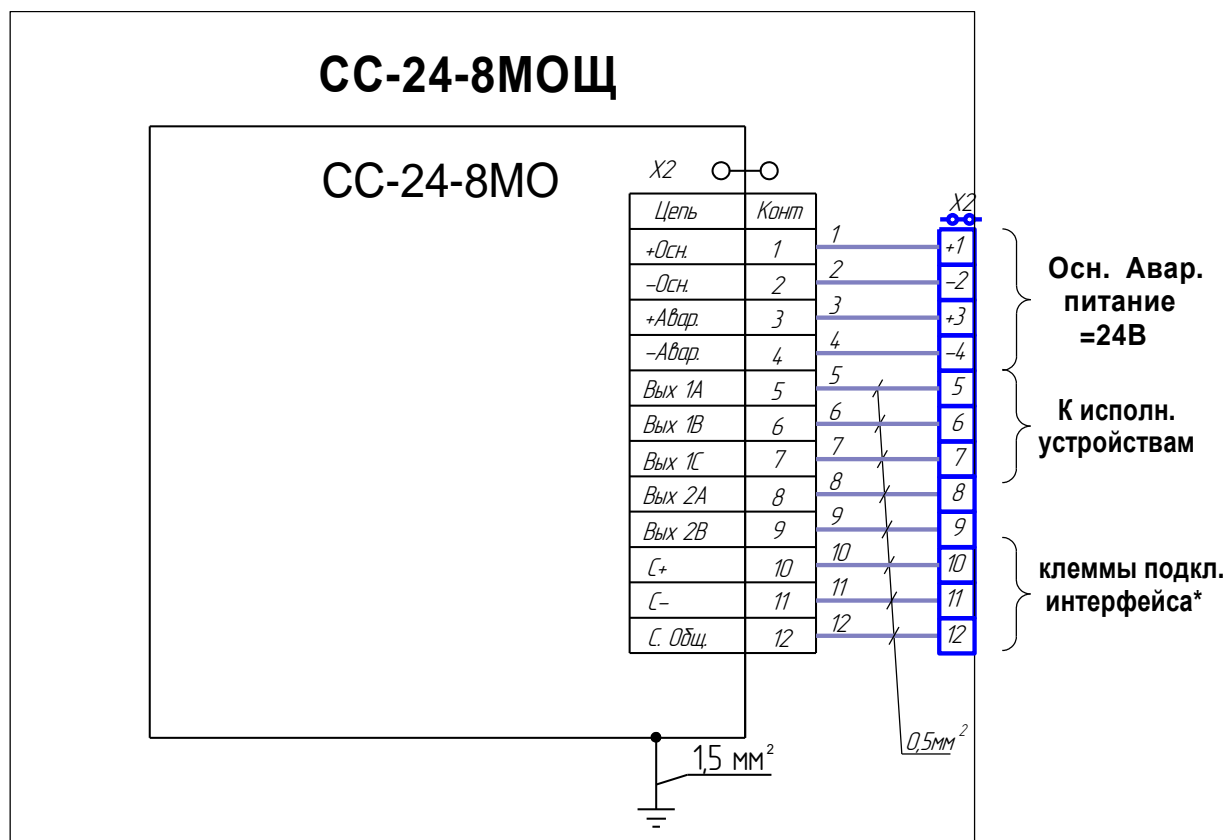 СС-24-8МОЩ
СС-24-8МО
X2
Цепь Конт
X2
+Осн. 1 1 +1
–Осн. 2 2 –2
+Авар. 3 3 +3
–Авар. 4 4 –4
Вых 1А 5 5 5
Вых 1В 6 6 6
Вых 1С 7 7 7
Вых 2А 8 8 8
Вых 2В 9 9 9
С+ 10 10 10
С– 11 11 11
С. Общ. 12 12 12
Осн. Авар.
питание
=24В
К исполн.
устройствам
клеммы подкл.
интерфейса*
0,5мм²
1,5 мм²